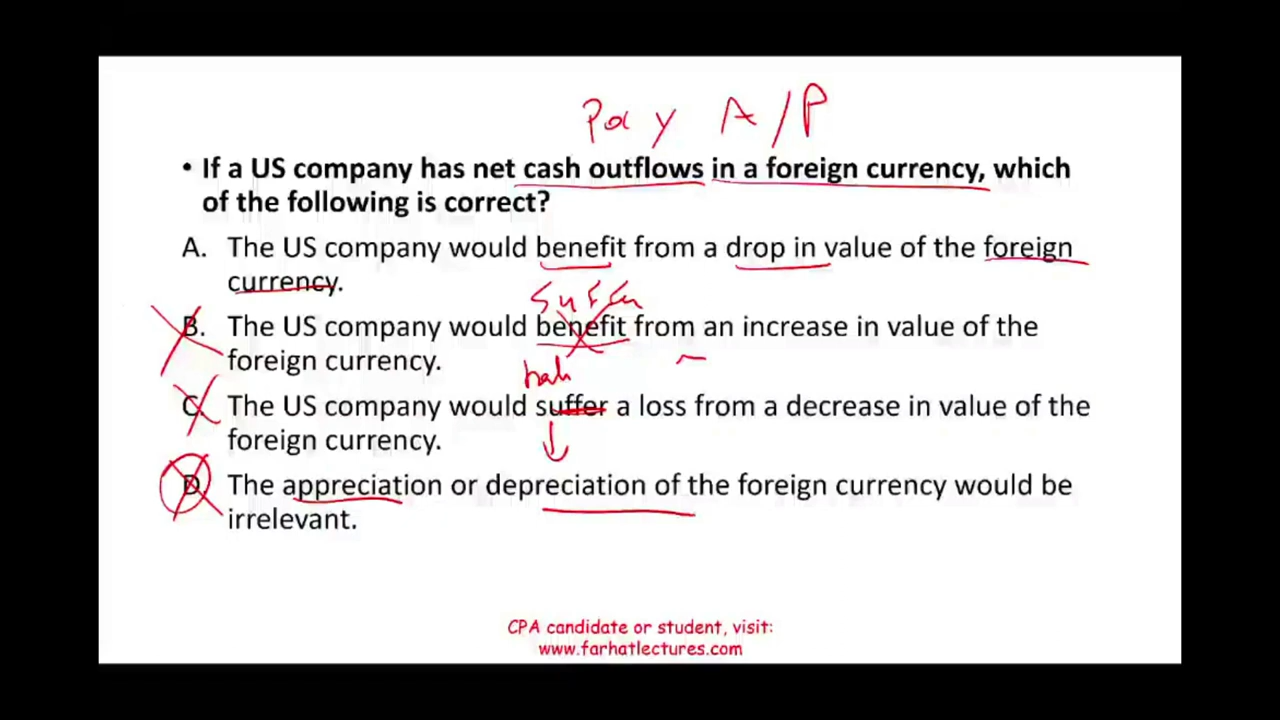 Pay A/P
• If a US company has net cash outflows in a foreign currency, which
of the following is correct?
A. The US company would benefit from a drop in value of the foreign
currency.
Suffer
B. The US company would benefit from an increase in value of the
foreign currency.
C. The US company would suffer a loss from a decrease in value of the
foreign currency.
D. The appreciation or depreciation of the foreign currency would be
irrelevant.
CPA candidate or student, visit:
www.farhatlectures.com